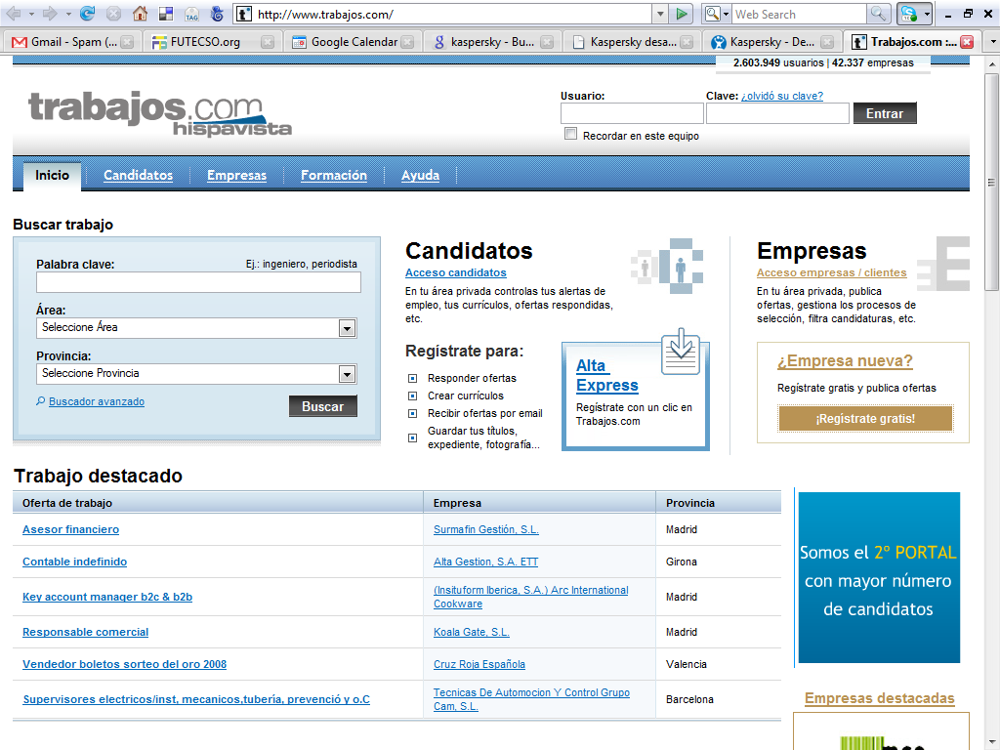 http://www.trabajos.com/
Web Search
TAG
Gmail - Spam (...
FUTECSO.org
Google Calendar
kaspersky - Bu...
Kaspersky desa...
Kaspersky - De...
Trabajos.com :...
2.603.949 usuarios | 42.337 empresas
trabajos.com
hispavista
Usuario:
Clave: ¿olvidó su clave?
Entrar
Recordar en este equipo
Inicio
Candidatos
Empresas
Formación
Ayuda
Buscar trabajo
Palabra clave:
Ej.: ingeniero, periodista
Área:
Seleccione Área
Provincia:
Seleccione Provincia
Buscador avanzado
Buscar
Candidatos
Acceso candidatos
En tu área privada controlas tus alertas de
empleo, tus currículos, ofertas respondidas,
etc.
Regístrate para:
Responder ofertas
Crear currículos
Recibir ofertas por email
Guardar tus títulos,
expediente, fotografía...
Alta
Express
Regístrate con un clic en
Trabajos.com
Empresas
Acceso empresas / clientes
En tu área privada, publica
ofertas, gestiona los procesos de
selección, filtra candidaturas, etc.
¿Empresa nueva?
Regístrate gratis y publica ofertas
¡Regístrate gratis!
Trabajo destacado
Oferta de trabajo Empresa Provincia
Asesor financiero Surmafin Gestión, S.L. Madrid
Contable indefinido Alta Gestion, S.A. ETT Girona
Key account manager b2c & b2b (Insituform Iberica, S.A.) Arc International Madrid
Cookware
Responsable comercial Koala Gate, S.L. Madrid
Vendedor boletos sorteo del oro 2008 Cruz Roja Española Valencia
Supervisores electricos/inst, mecanicos,tubería, prevenció y o.C Tecnicas De Automocion Y Control Grupo Barcelona
Cam, S.L.
Somos el 2º PORTAL
con mayor número
de candidatos
Empresas destacadas